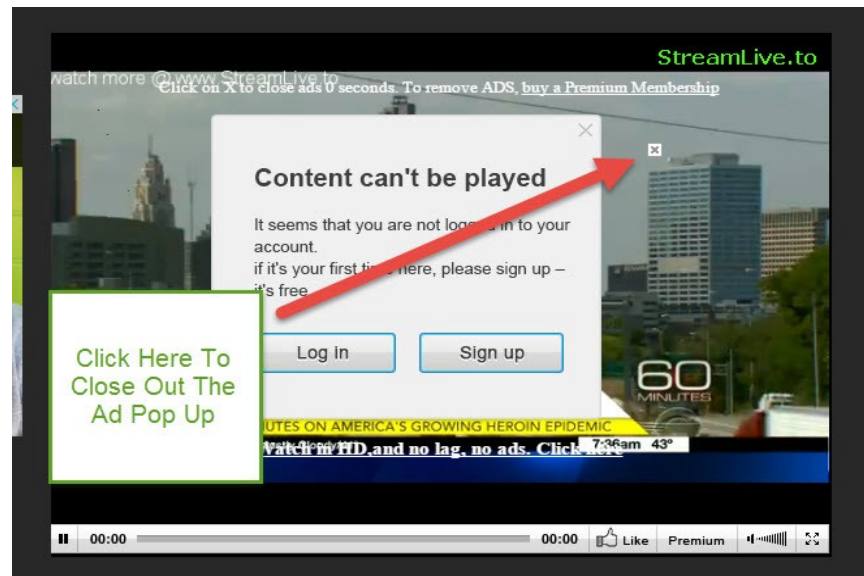 StreamLive.to
watch more @www.StreamLive.to
Click on X to close ads 0 seconds. To remove ADS, buy a Premium Membership
Content can't be played
It seems that you are not logged in to your
account.
if it's your first time here, please sign up –
it's free
Log in
Sign up
Click Here To
Close Out The
Ad Pop Up
60
MINUTES
UTES ON AMERICA'S GROWING HEROIN EPIDEMIC
7:36am 43°
Watch in HD,and no lag, no ads. Click here
00:00
00:00 Like Premium